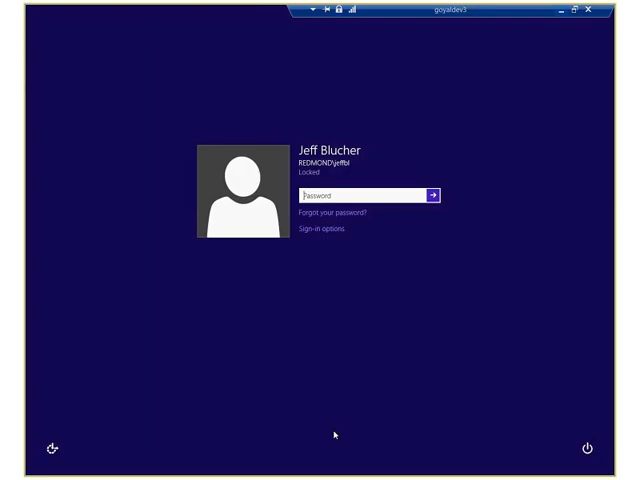 goyaldev3
Jeff Blucher
REDMOND\jeffbl
Locked
Password
Forgot your password?
Sign-in options